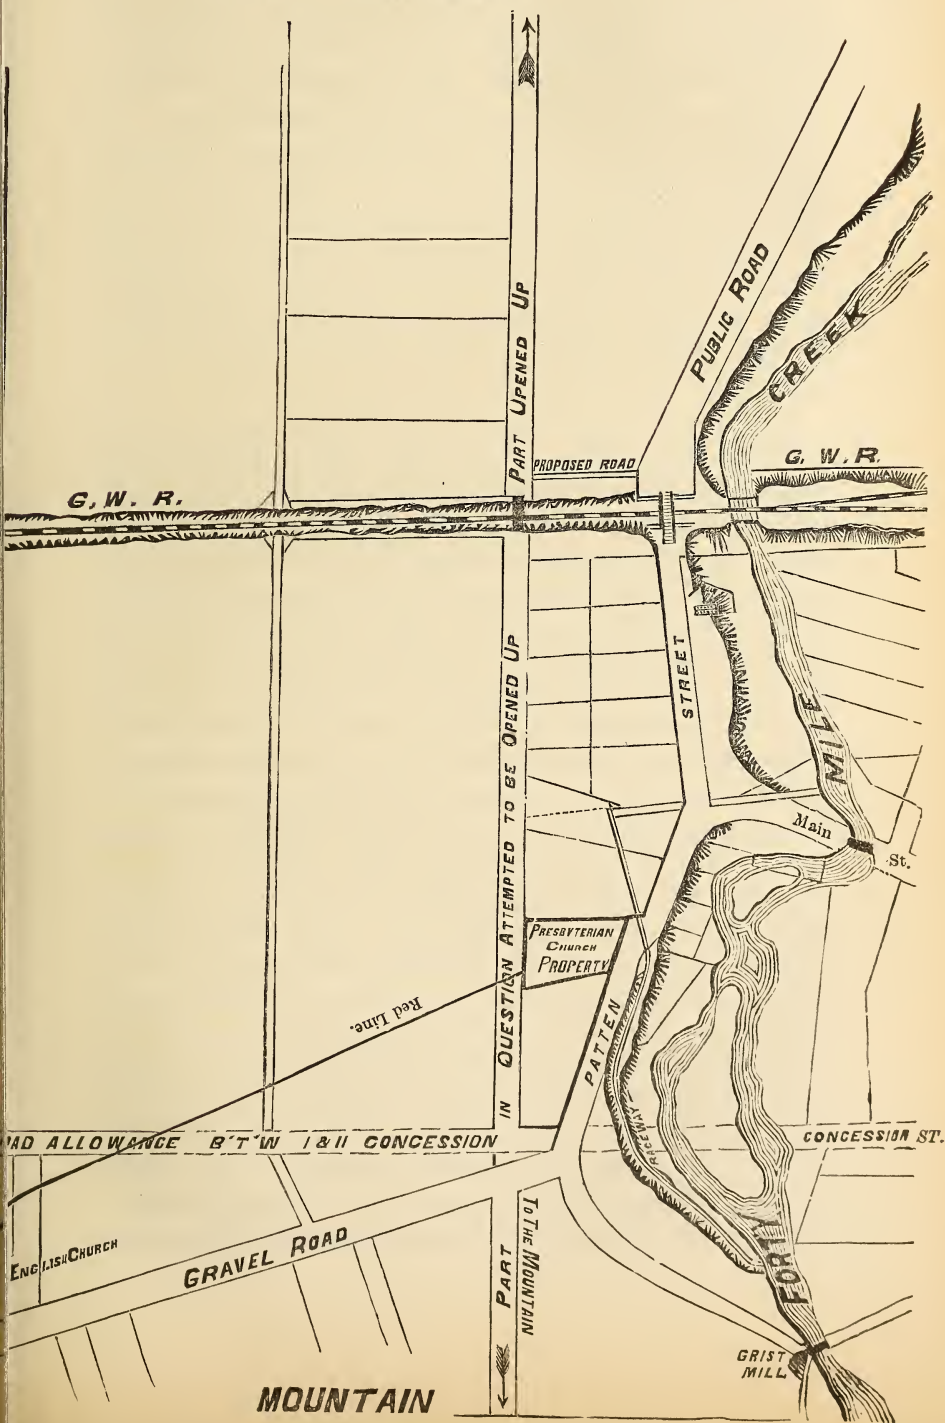 PUBLIC ROAD
CREEK
PART OPENED UP
PROPOSED ROAD
G. W. R.
G. W. R.
STREET
MILE
IN QUESTION ATTEMPTED TO BE OPENED UP
Main St.
PRESBYTERIAN
CHURCH
PROPERTY
Red Line.
PATTEN
RACEWAY
AD ALLOWANCE B'T'W I & II CONCESSION
CONCESSION ST.
ENGLISH CHURCH
GRAVEL ROAD
PART
TO THE MOUNTAIN
FORTY
GRIST
MILL
MOUNTAIN